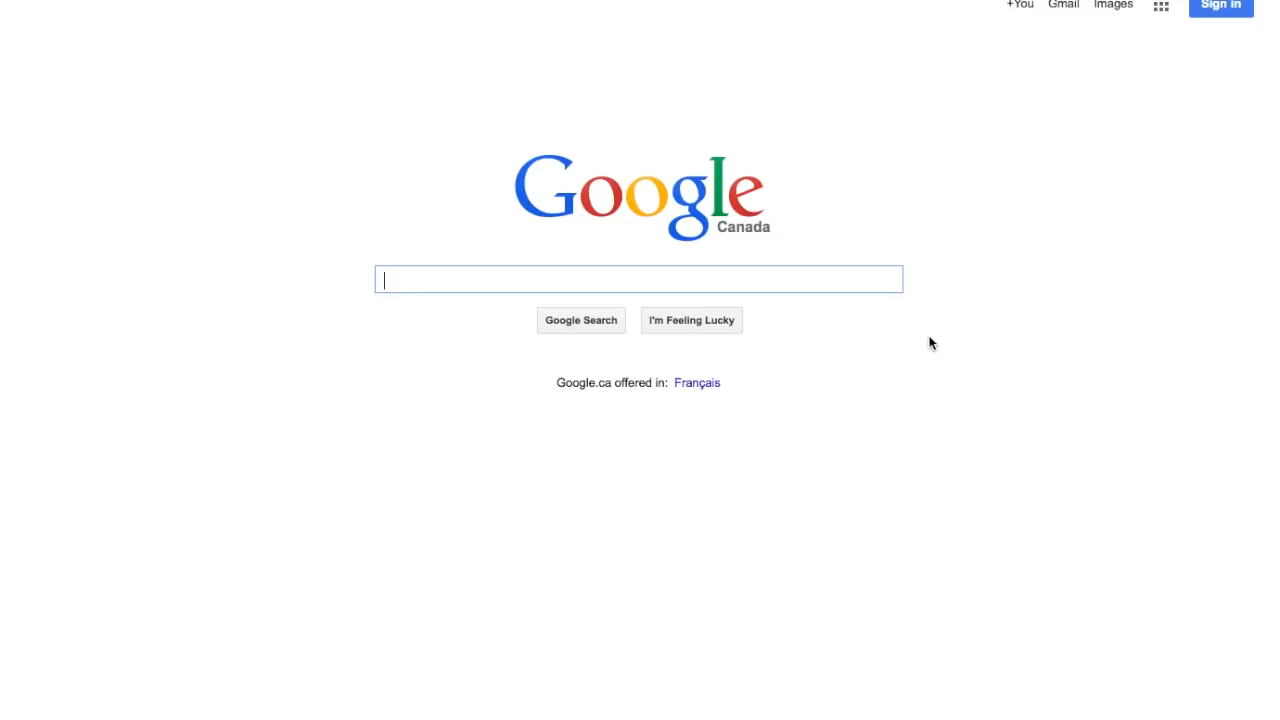 +You Gmail Images Sign in
Google
Canada
Google Search I'm Feeling Lucky
Google.ca offered in: Français